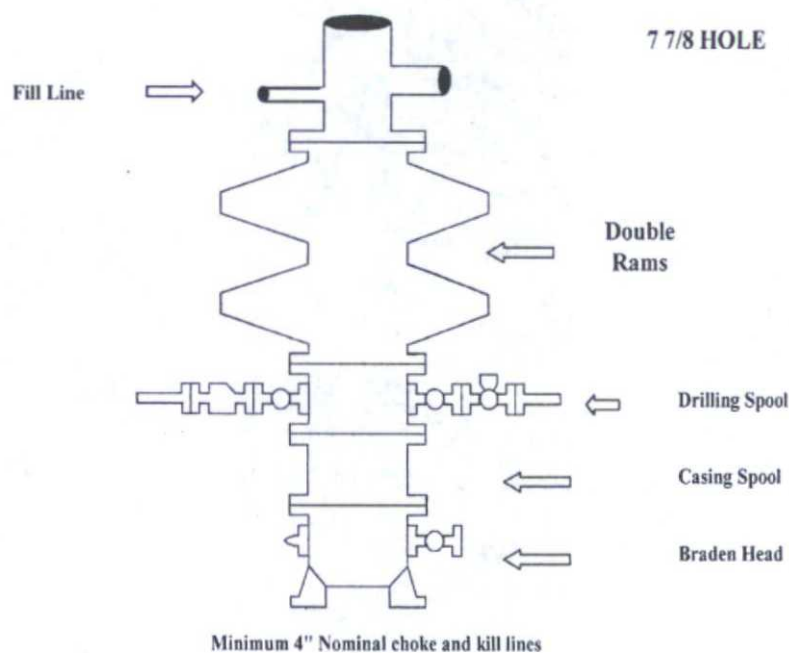 7 7/8 HOLE
Fill Line
Double
Rams
Drilling Spool
Casing Spool
Braden Head
Minimum 4" Nominal choke and kill lines